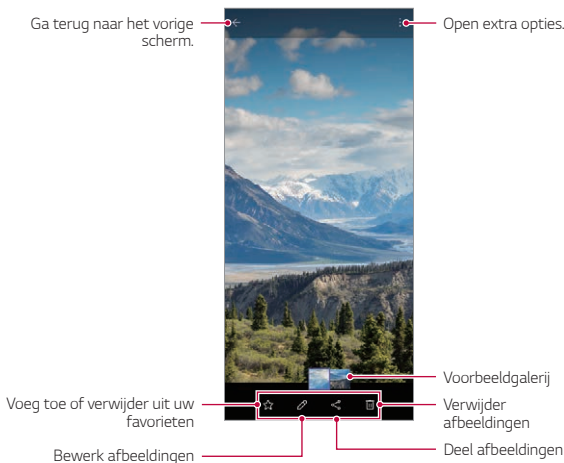 Ga terug naar het vorige
scherm.
Open extra opties.
Voorbeeldgalerij
Voeg toe of verwijder uit uw
favorieten
Verwijder
afbeeldingen
Bewerk afbeeldingen
Deel afbeeldingen